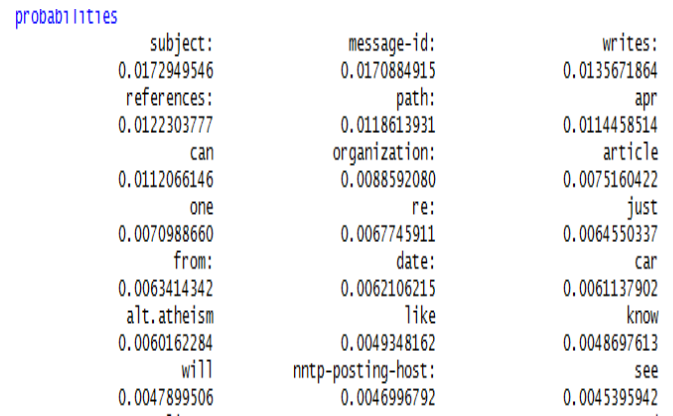 probabilities
subject: message-id: writes:
0.0172949546 0.0170884915 0.0135671864
references: path: apr
0.0122303777 0.0118613931 0.0114458514
can organization: article
0.0112066146 0.0088592080 0.0075160422
one re: just
0.0070988660 0.0067745911 0.0064550337
from: date: car
0.0063414342 0.0062106215 0.0061137902
alt.atheism like know
0.0060162284 0.0049348162 0.0048697613
will nntp-posting-host: see
0.0047899506 0.0046996792 0.0045395942